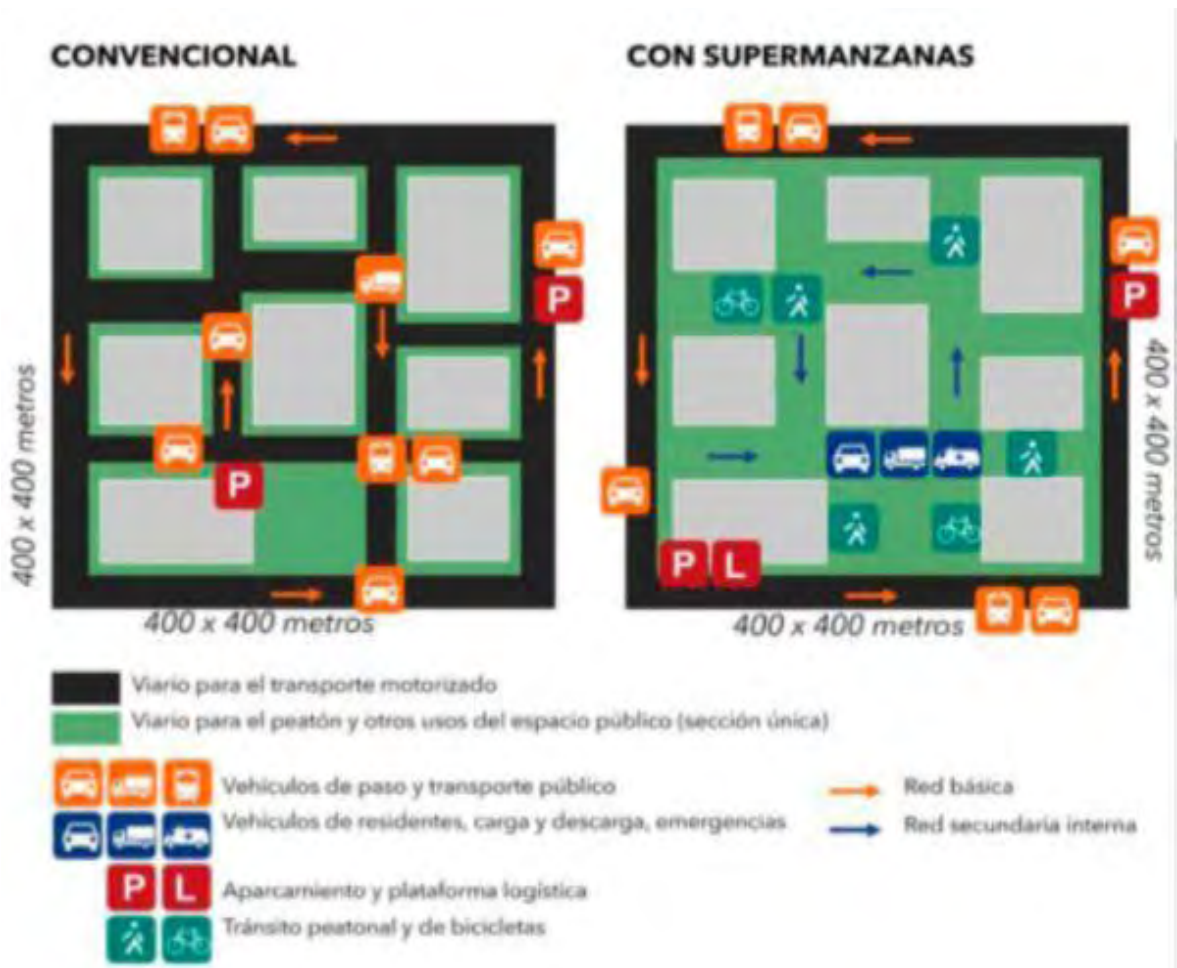 CONVENCIONAL
CON SUPERMANZANAS
P
P
P
400 x 400 metros
400 x 400 metros
P L
400 x 400 metros
400 x 400 metros
Viario para el transporte motorizado
Viario para el peatón y otros usos del espacio público (sección única)
Vehículos de paso y transporte público
Red básica
Vehículos de residentes, carga y descarga, emergencias
Red secundaria interna
P L
Aparcamiento y plataforma logística
Tránsito peatonal y de bicicletas